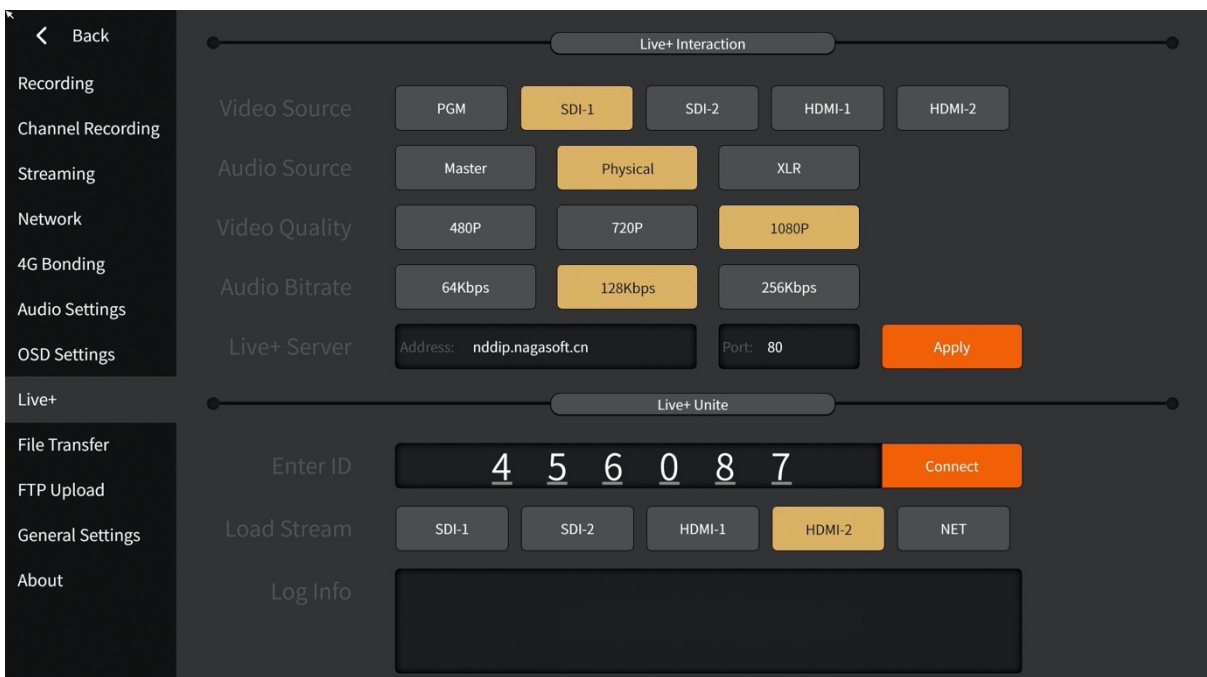 Back
Recording
Channel Recording
Streaming
Network
4G Bonding
Audio Settings
OSD Settings
Live+
File Transfer
FTP Upload
General Settings
About
Live+ Interaction
Video Source PGM SDI-1 SDI-2 HDMI-1 HDMI-2
Audio Source Master Physical XLR
Video Quality 480P 720P 1080P
Audio Bitrate 64Kbps 128Kbps 256Kbps
Live+ Server Address: nddip.nagasoft.cn Port: 80 Apply
Live+ Unite
Enter ID 4 5 6 0 8 7 Connect
Load Stream SDI-1 SDI-2 HDMI-1 HDMI-2 NET
Log Info